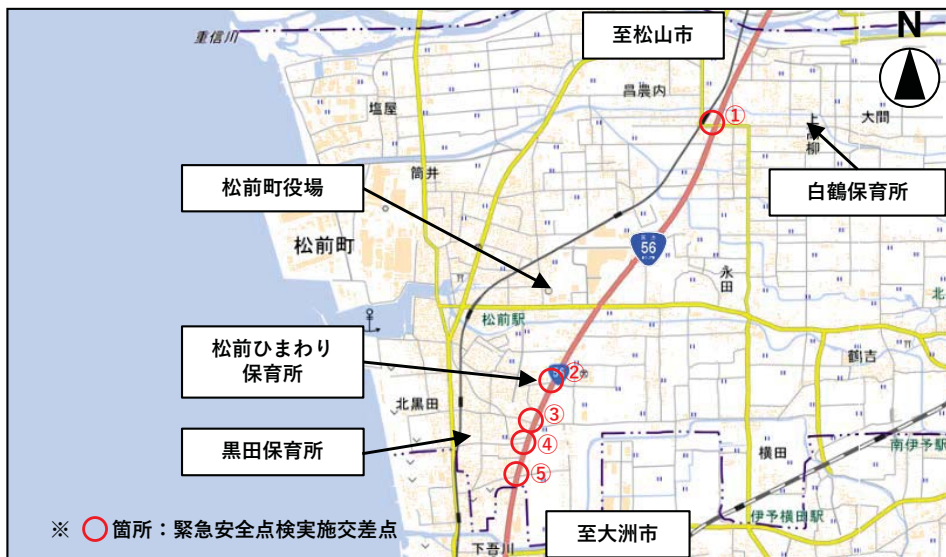 重信川
至松山市
N
塩屋
昌農内
①
大間
上高柳
筒井
松前町役場
白鶴保育所
松前町
56
永田
松前駅
松前ひまわり
保育所
②
鶴吉
北黒田
③
黒田保育所
④
横田
南伊予駅
⑤
※ ○ 箇所:緊急安全点検実施交差点
至大洲市
伊予横田駅
下吾川